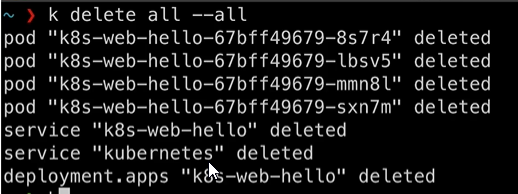 ~ ❯ k delete all --all
pod "k8s-web-hello-67bff49679-8s7r4" deleted
pod "k8s-web-hello-67bff49679-lbsv5" deleted
pod "k8s-web-hello-67bff49679-mmn8l" deleted
pod "k8s-web-hello-67bff49679-sxn7m" deleted
service "k8s-web-hello" deleted
service "kubernetes" deleted
deployment.apps "k8s-web-hello" deleted